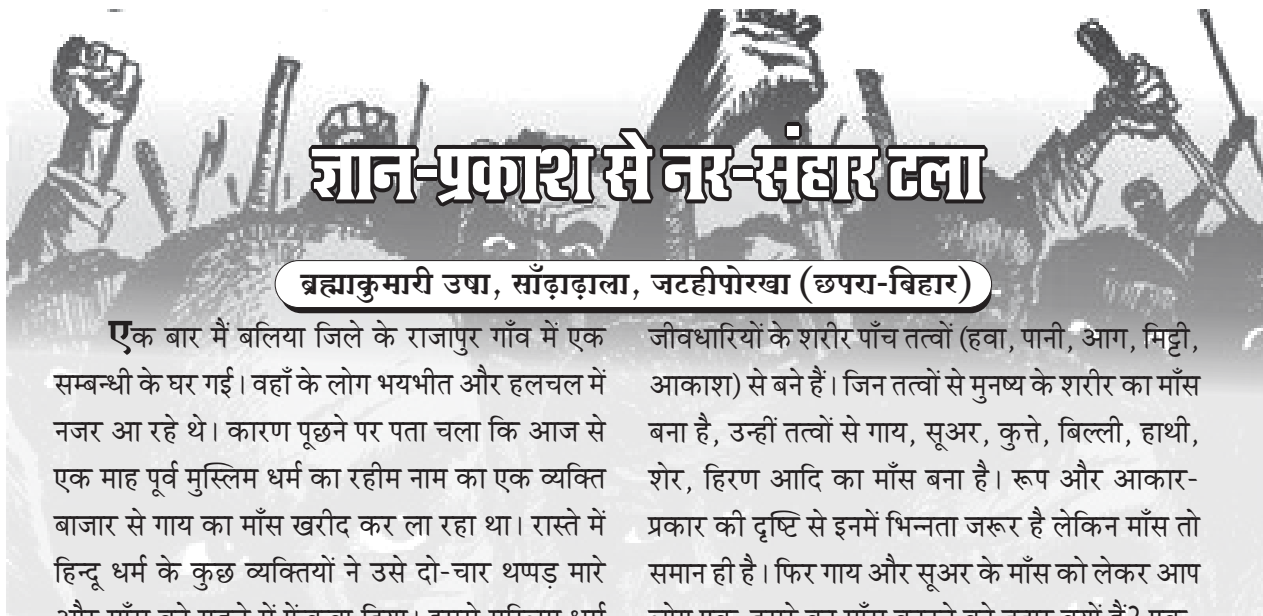 ज्ञान-प्रकाश से नर-संहार टला
ब्रह्माकुमारी उषा, साँढ़ाढ़ाला, जटहीपोरखा (छपरा-बिहार)
एक बार मैं बलिया जिले के राजापुर गाँव में एक
सम्बन्धी के घर गई। वहाँ के लोग भयभीत और हलचल में
नजर आ रहे थे। कारण पूछने पर पता चला कि आज से
एक माह पूर्व मुस्लिम धर्म का रहीम नाम का एक व्यक्ति
बाजार से गाय का माँस खरीद कर ला रहा था। रास्ते में
हिन्दू धर्म के कुछ व्यक्तियों ने उसे दो-चार थप्पड़ मारे
जीवधारियों के शरीर पाँच तत्वों (हवा, पानी, आग, मिट्टी,
आकाश) से बने हैं। जिन तत्वों से मुनष्य के शरीर का माँस
बना है, उन्हीं तत्वों से गाय, सूअर, कुत्ते, बिल्ली, हाथी,
शेर, हिरण आदि का माँस बना है। रूप और आकार-
प्रकार की दृष्टि से इनमें भिन्नता जरूर है लेकिन माँस तो
समान ही है। फिर गाय और सूअर के माँस को लेकर आप